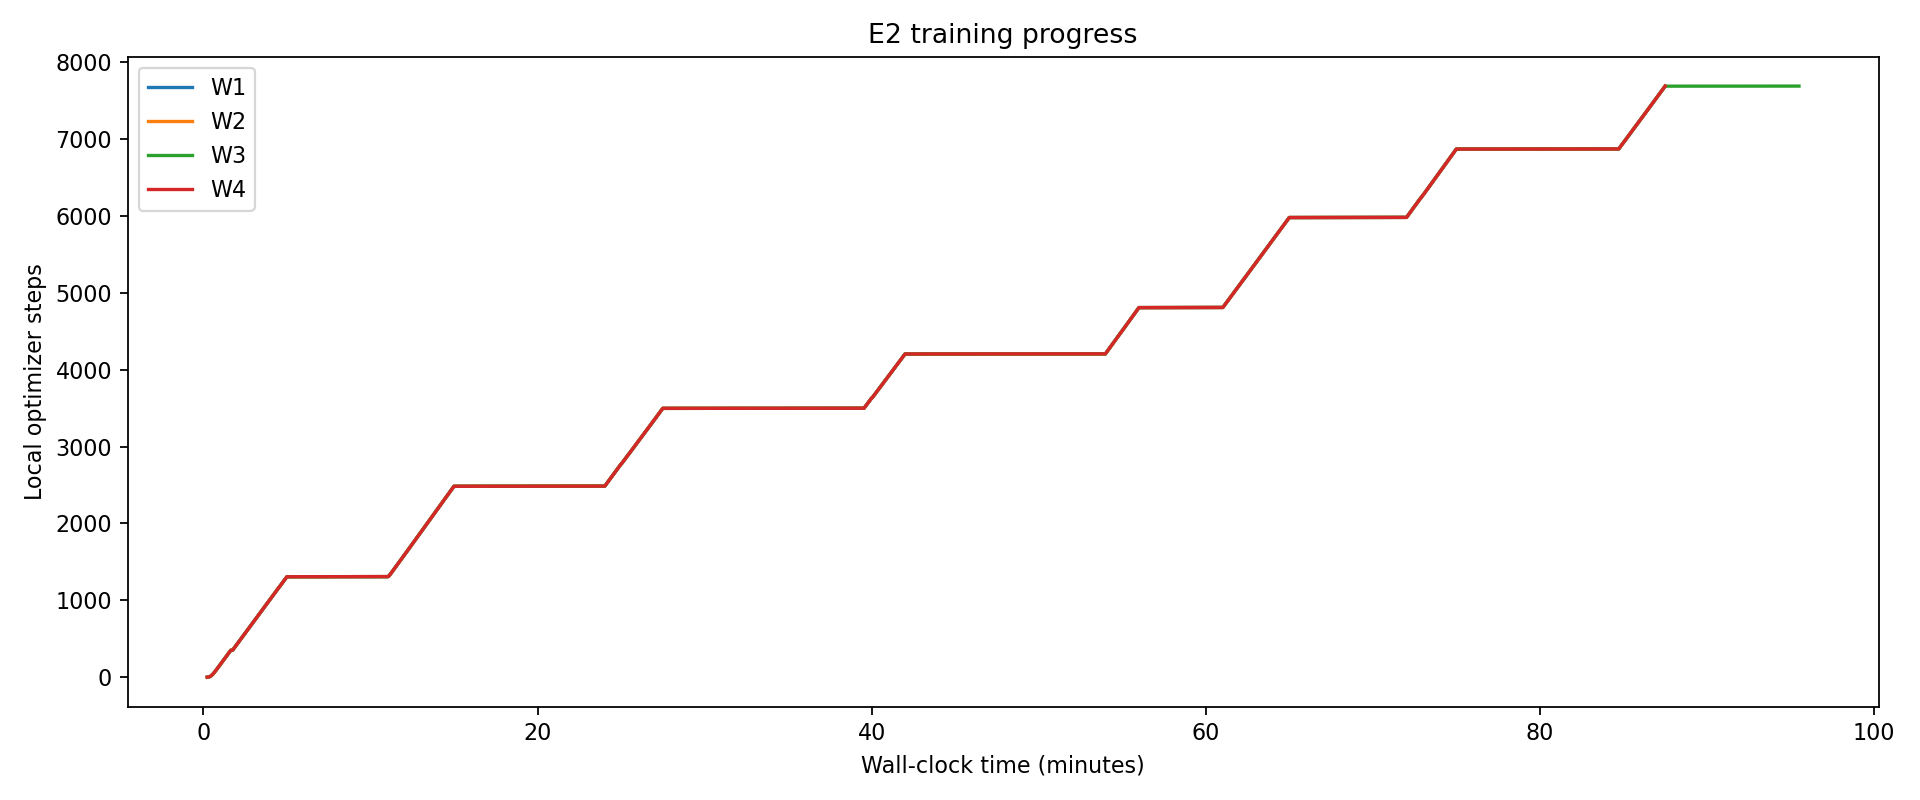 E2 training progress
8000
7000
6000
5000
4000
3000
2000
1000
0
Local optimizer steps
W1
W2
W3
W4
0 20 40 60 80 100
Wall-clock time (minutes)